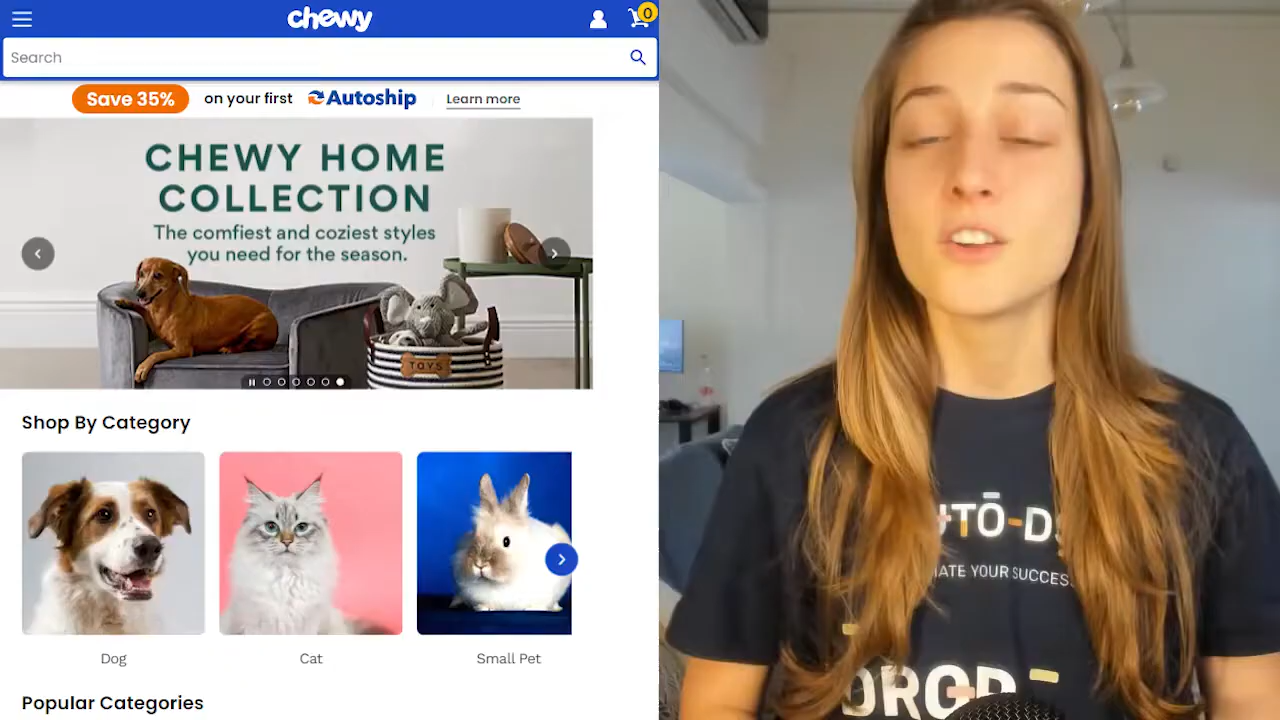 chewy
0
Search
Save 35% on your first Autoship Learn more
CHEWY HOME
COLLECTION
The comfiest and coziest styles
you need for the season.
TOYS
Shop By Category
Dog
Cat
Small Pet
Popular Categories